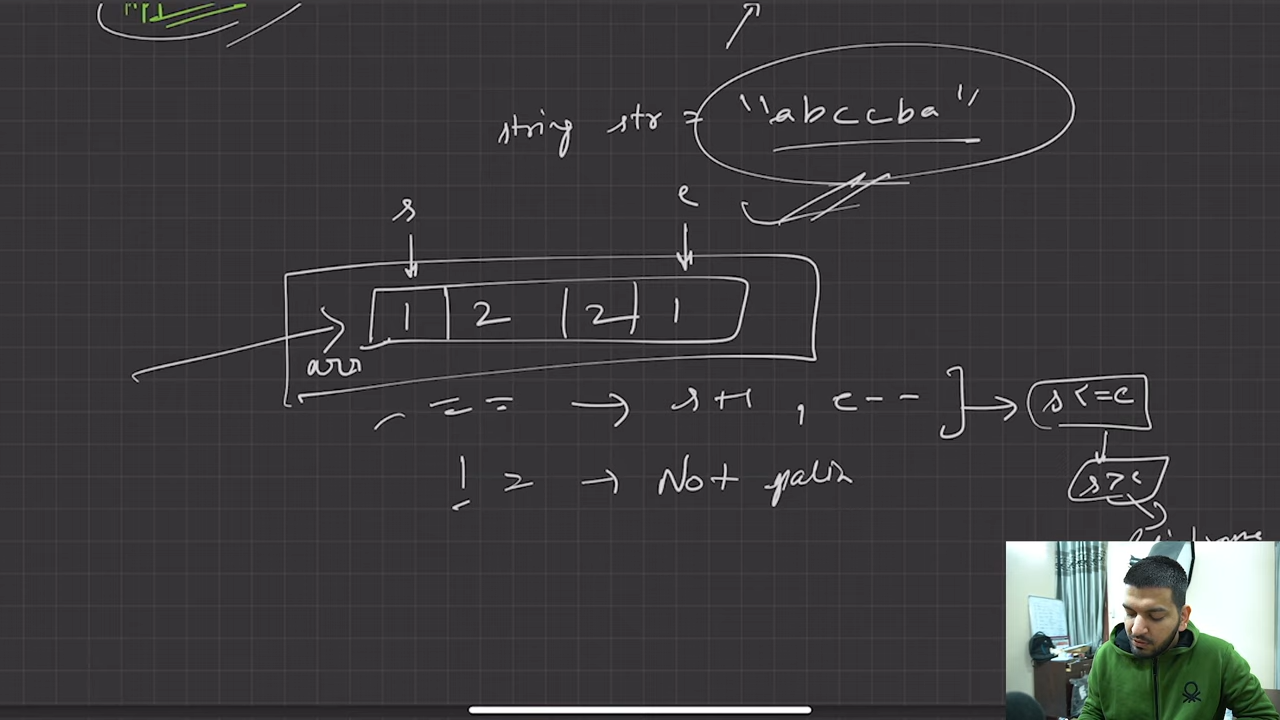 string str = "abccba"
s e
1 2 2 1
arr
== → s++ , e-- ] → s<=e
!= → Not palin s>e